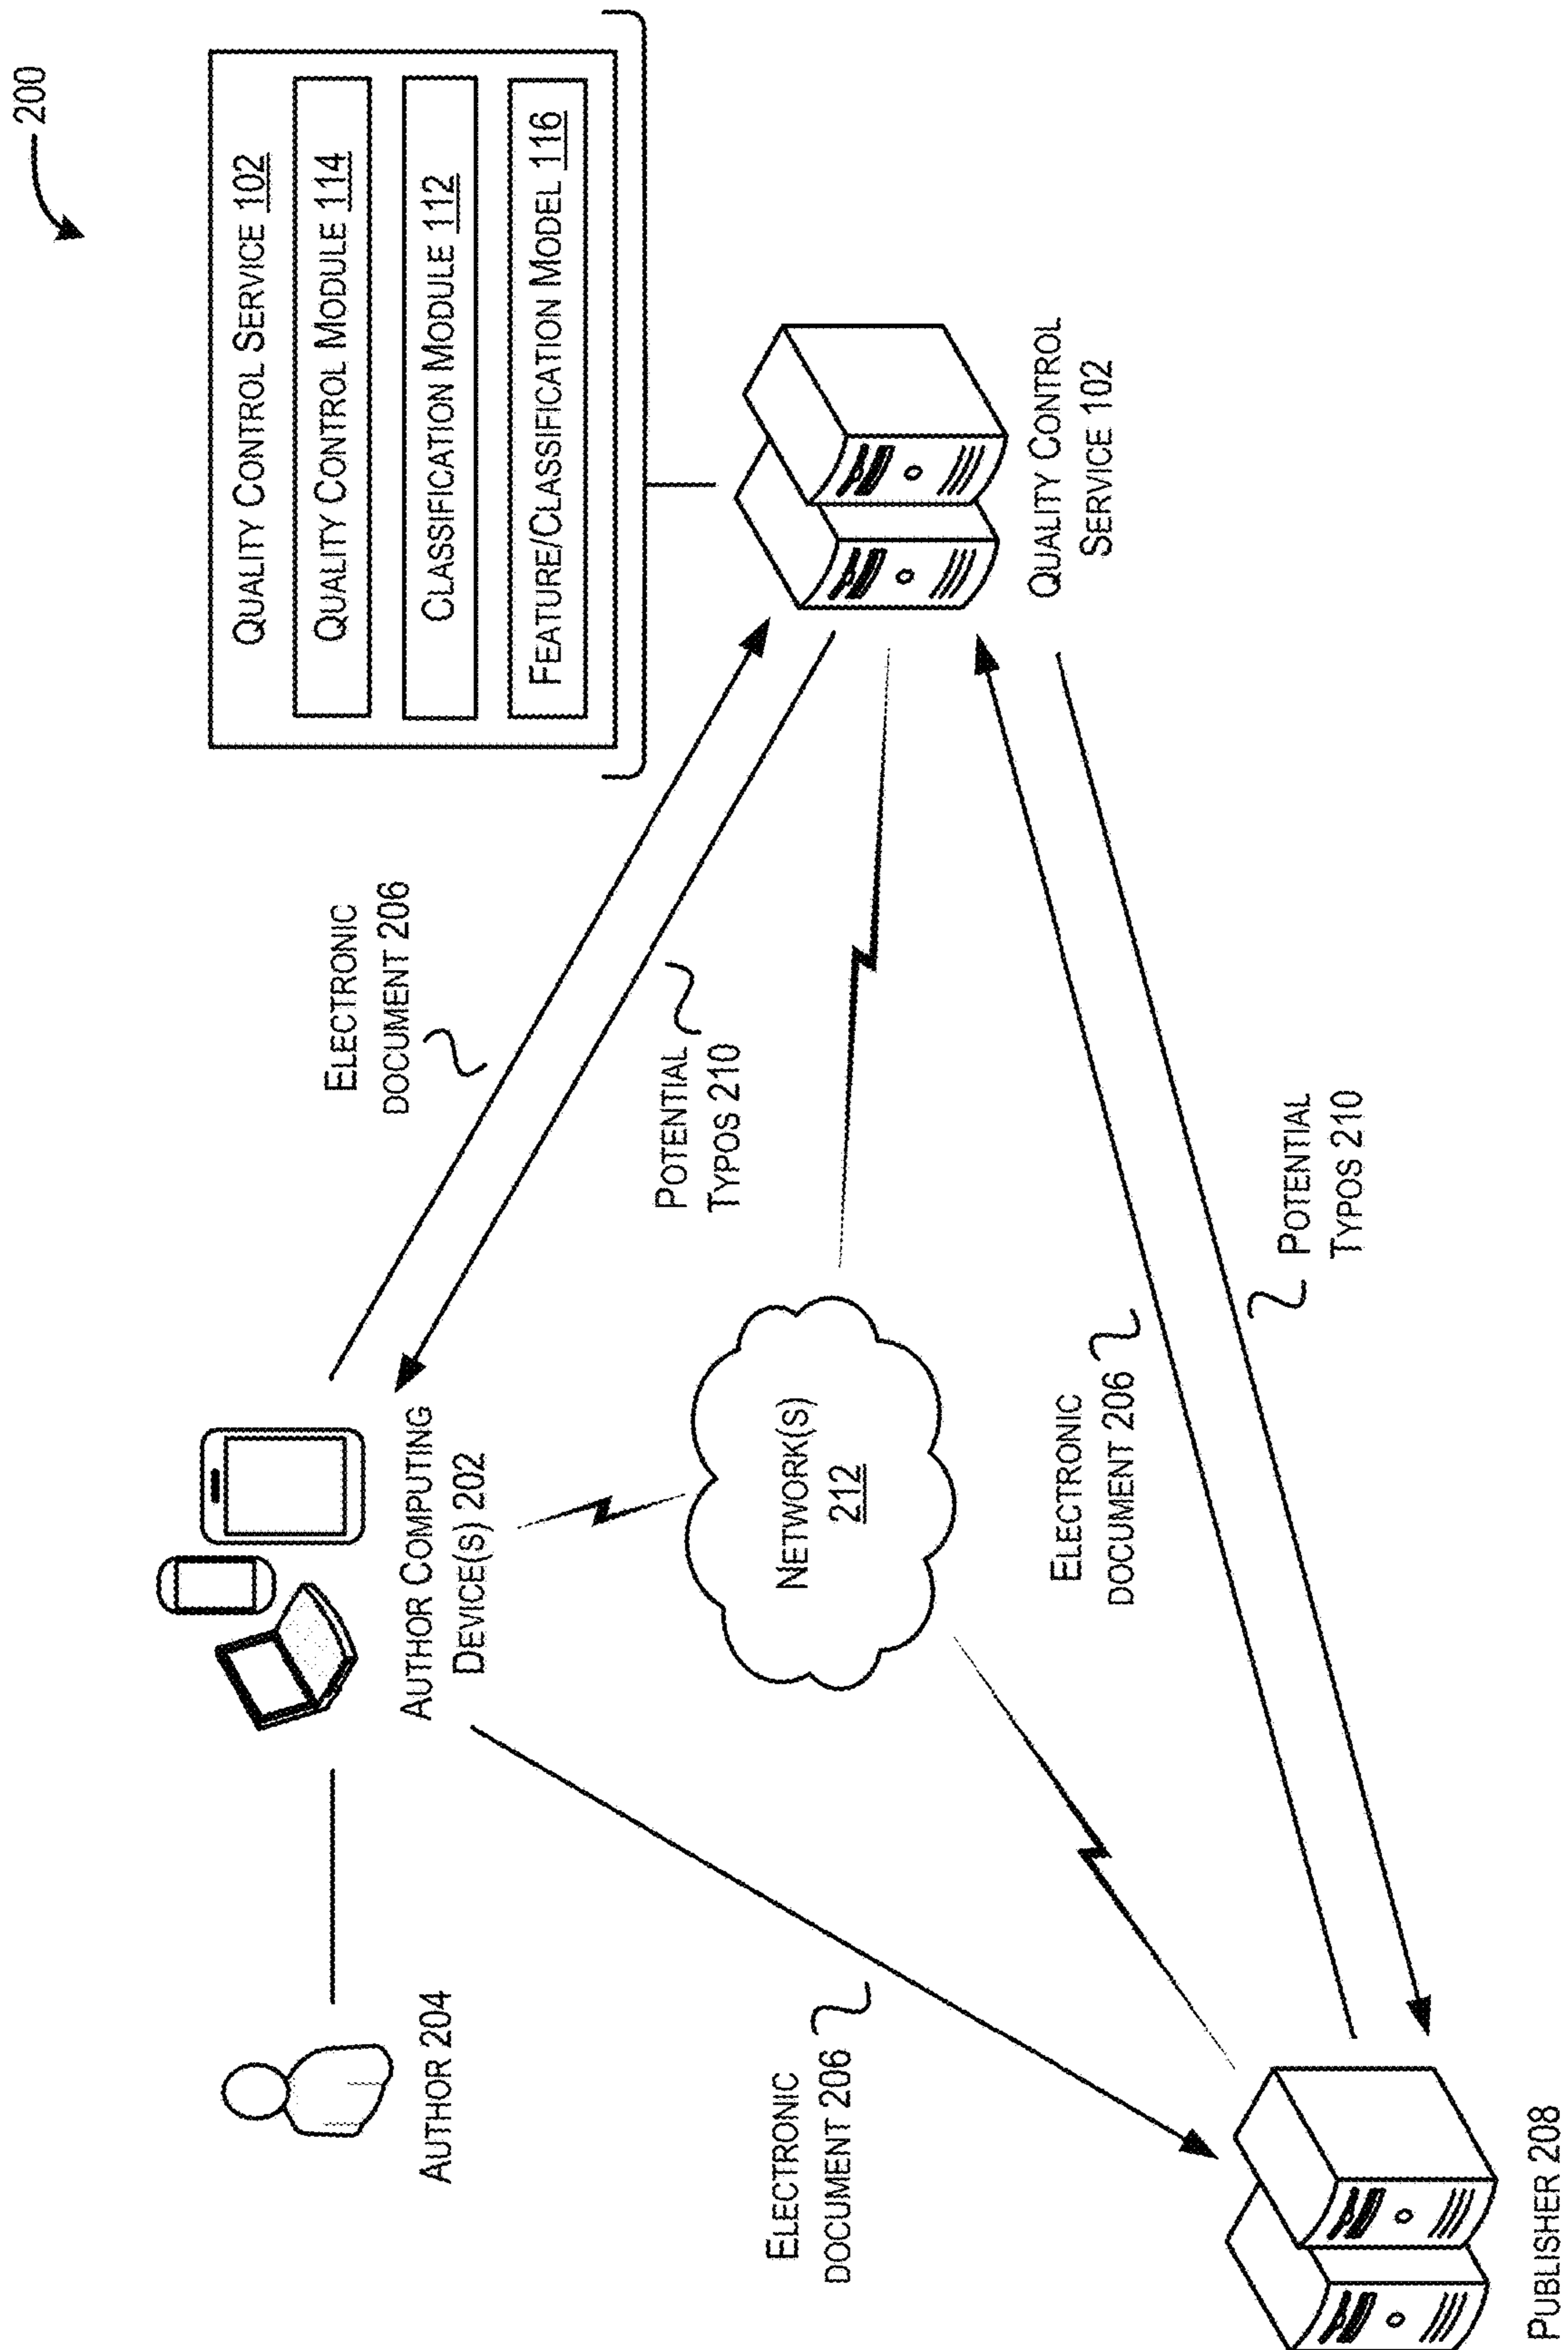 200
QUALITY CONTROL SERVICE 102
QUALITY CONTROL MODULE 114
CLASSIFICATION MODULE 112
FEATURE/CLASSIFICATION MODEL 116
AUTHOR 204
AUTHOR COMPUTING
DEVICE(S) 202
ELECTRONIC
DOCUMENT 206
POTENTIAL
TYPOS 210
QUALITY CONTROL
SERVICE 102
NETWORK(S)
212
ELECTRONIC
DOCUMENT 206
ELECTRONIC
DOCUMENT 206
POTENTIAL
TYPOS 210
PUBLISHER 208